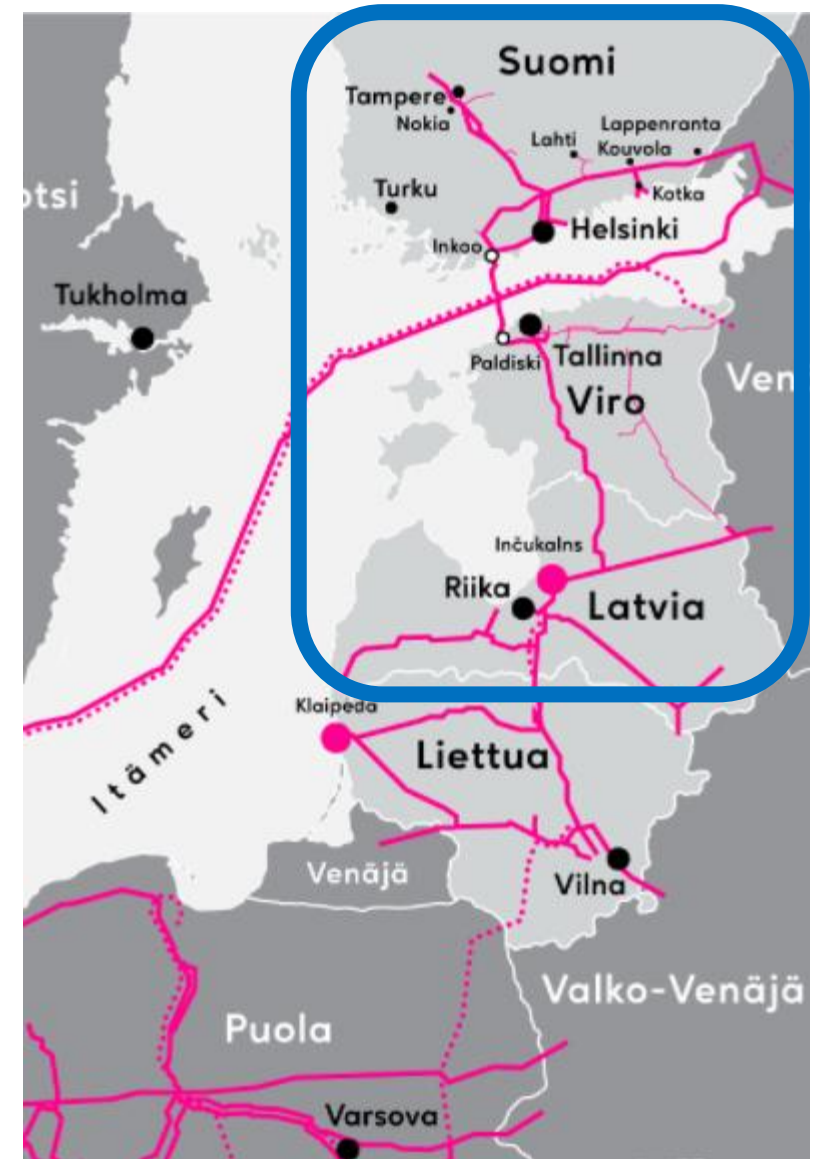 Suomi
Tampere
Nokia
Lahti
Lappenranta
Kouvola
Kotka
Turku
Helsinki
Inkoo
otsi
Tukholma
Paldiski
Tallinna
Viro
Ven
Inčukalns
Riika
Latvia
Klaipėda
Liettua
Itämeri
Venäjä
Vilna
Valko-Venäjä
Puola
Varsova